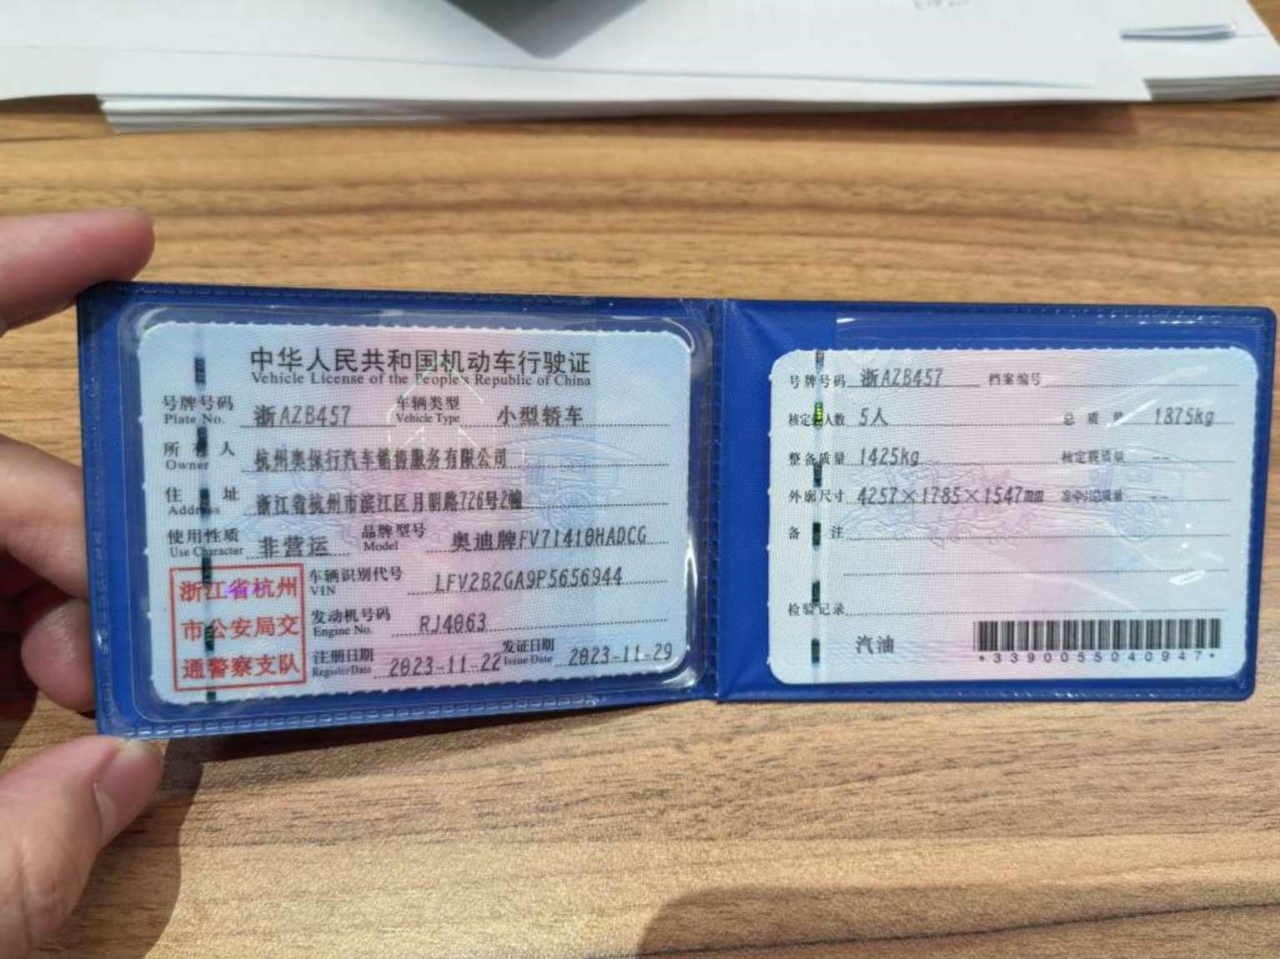 中华人民共和国机动车行驶证
Vehicle License of the People's Republic of China
号牌号码 Plate No. 浙AZB457 车辆类型 Vehicle Type 小型轿车
所有人 Owner 杭州奥保行汽车销售服务有限公司
住址 Address 浙江省杭州市滨江区月明路726号2幢
使用性质 Use Character 非营运 品牌型号 Model 奥迪牌FV71410HADCG
浙江省杭州
市公安局交
通警察支队
车辆识别代号 VIN LFV2B2GA9P5656944
发动机号码 Engine No. RJ4063
注册日期 Register Date 2023-11-22 发证日期 Issue Date 2023-11-29
号牌号码 浙AZB457 档案编号
核定载人数 5人 总质量 1875kg
整备质量 1425kg 核定载质量 --
外廓尺寸 4257×1785×1547mm 准牵引总质量 --
备注
检验记录
汽油
*3390055040947*